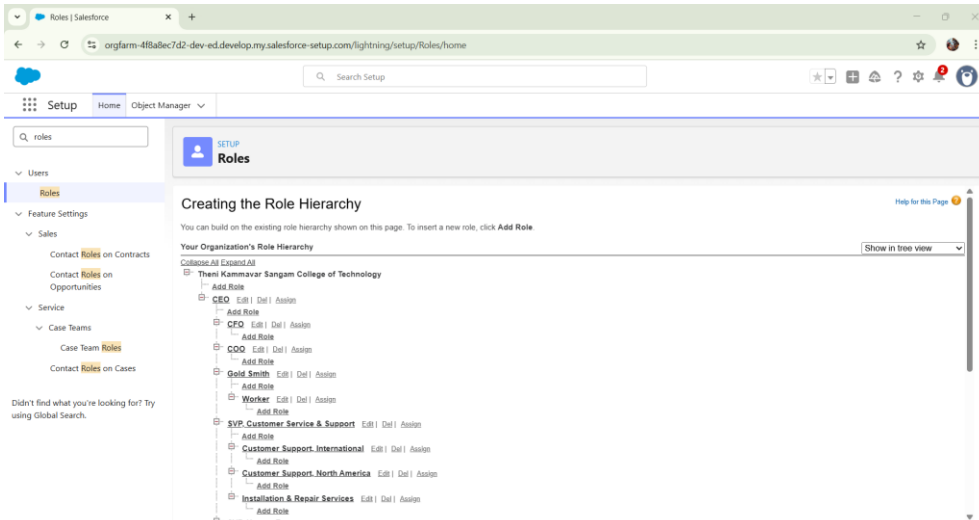 Roles | Salesforce
orgfarm-4f8a8ec7d2-dev-ed.develop.my.salesforce-setup.com/lightning/setup/Roles/home
Search Setup
2
Setup Home Object Manager
roles
Users
Roles
Feature Settings
Sales
Contact Roles on Contracts
Contact Roles on
Opportunities
Service
Case Teams
Case Team Roles
Contact Roles on Cases
Didn't find what you're looking for? Try
using Global Search.
SETUP
Roles
Creating the Role Hierarchy
Help for this Page
You can build on the existing role hierarchy shown on this page. To insert a new role, click Add Role.
Your Organization's Role Hierarchy
Show in tree view
Collapse All Expand All
Theni Kammavar Sangam College of Technology
Add Role
CEO Edit | Del | Assign
Add Role
CFO Edit | Del | Assign
Add Role
COO Edit | Del | Assign
Add Role
Gold Smith Edit | Del | Assign
Add Role
Worker Edit | Del | Assign
Add Role
SVP, Customer Service & Support Edit | Del | Assign
Add Role
Customer Support, International Edit | Del | Assign
Add Role
Customer Support, North America Edit | Del | Assign
Add Role
Installation & Repair Services Edit | Del | Assign
Add Role